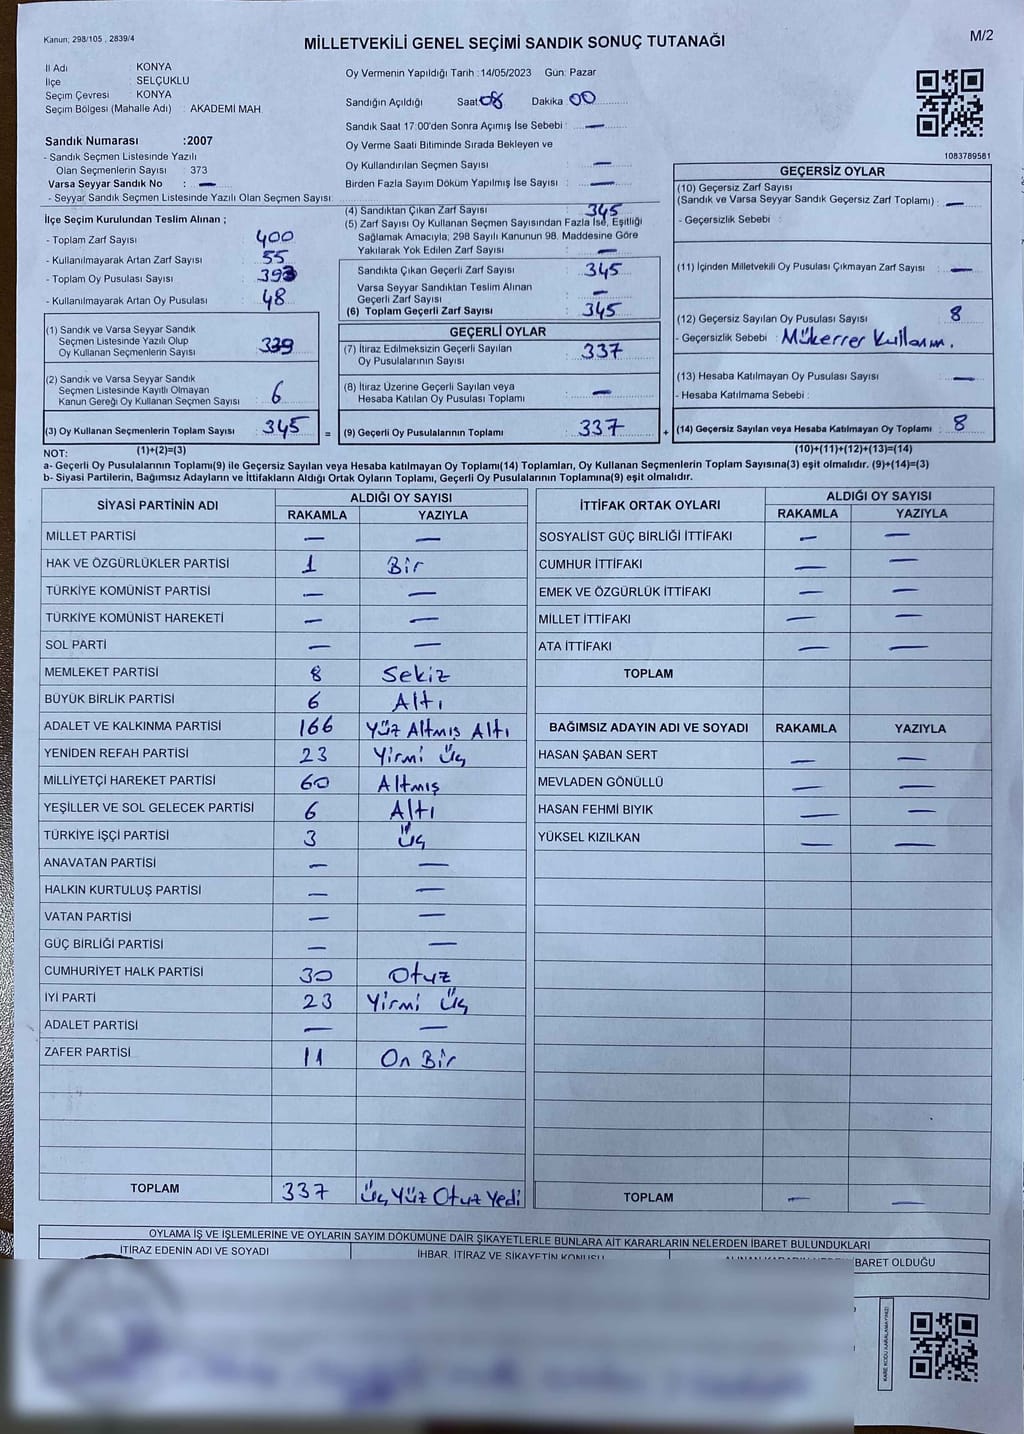 Kanun; 298/105 , 2839/4
MİLLETVEKİLİ GENEL SEÇİMİ SANDIK SONUÇ TUTANAĞI
M/2
İl Adı : KONYA
İlçe : SELÇUKLU
Seçim Çevresi : KONYA
Seçim Bölgesi (Mahalle Adı) : AKADEMİ MAH.
Sandık Numarası :2007
- Sandık Seçmen Listesinde Yazılı
Olan Seçmenlerin Sayısı : 373
Varsa Seyyar Sandık No : —
- Seyyar Sandık Seçmen Listesinde Yazılı Olan Seçmen Sayısı:
Oy Vermenin Yapıldığı Tarih :14/05/2023 Gün: Pazar
Sandığın Açıldığı Saat 08 Dakika 00
Sandık Saat 17:00'den Sonra Açımış İse Sebebi : —
Oy Verme Saati Bitiminde Sırada Bekleyen ve
Oy Kullandırılan Seçmen Sayısı : —
Birden Fazla Sayım Döküm Yapılmış İse Sayısı : —
1083789581
İlçe Seçim Kurulundan Teslim Alınan ;
- Toplam Zarf Sayısı : 400
- Kullanılmayarak Artan Zarf Sayısı : 55
- Toplam Oy Pusulası Sayısı : 393
- Kullanılmayarak Artan Oy Pusulası : 48
(1) Sandık ve Varsa Seyyar Sandık
Seçmen Listesinde Yazılı Olup
Oy Kullanan Seçmenlerin Sayısı : 339
(2) Sandık ve Varsa Seyyar Sandık
Seçmen Listesinde Kayıtlı Olmayan
Kanun Gereği Oy Kullanan Seçmen Sayısı : 6
(3) Oy Kullanan Seçmenlerin Toplam Sayısı : 345
(4) Sandıktan Çıkan Zarf Sayısı : 345
(5) Zarf Sayısı Oy Kullanan Seçmen Sayısından Fazla İse, Eşitliği
Sağlamak Amacıyla; 298 Sayılı Kanunun 98. Maddesine Göre
Yakılarak Yok Edilen Zarf Sayısı : —
Sandıkta Çıkan Geçerli Zarf Sayısı : 345
Varsa Seyyar Sandıktan Teslim Alınan
Geçerli Zarf Sayısı : —
(6) Toplam Geçerli Zarf Sayısı : 345
GEÇERLİ OYLAR
(7) İtiraz Edilmeksizin Geçerli Sayılan
Oy Pusulalarının Sayısı : 337
(8) İtiraz Üzerine Geçerli Sayılan veya
Hesaba Katılan Oy Pusulası Toplamı : —
= (9) Geçerli Oy Pusulalarının Toplamı : 337
GEÇERSİZ OYLAR
(10) Geçersiz Zarf Sayısı
(Sandık ve Varsa Seyyar Sandık Geçersiz Zarf Toplamı) : —
- Geçersizlik Sebebi :
(11) İçinden Milletvekili Oy Pusulası Çıkmayan Zarf Sayısı : —
(12) Geçersiz Sayılan Oy Pusulası Sayısı : 8
- Geçersizlik Sebebi : Mükerrer Kullanım.
(13) Hesaba Katılmayan Oy Pusulası Sayısı : —
- Hesaba Katılmama Sebebi :
+ (14) Geçersiz Sayılan veya Hesaba Katılmayan Oy Toplamı : 8
NOT: (1)+(2)=(3) (10)+(11)+(12)+(13)=(14)
a- Geçerli Oy Pusulalarının Toplamı(9) ile Geçersiz Sayılan veya Hesaba katılmayan Oy Toplamı(14) Toplamları, Oy Kullanan Seçmenlerin Toplam Sayısına(3) eşit olmalıdır. (9)+(14)=(3)
b- Siyasi Partilerin, Bağımsız Adayların ve İttifakların Aldığı Ortak Oyların Toplamı, Geçerli Oy Pusulalarının Toplamına(9) eşit olmalıdır.
SİYASİ PARTİNİN ADI ALDIĞI OY SAYISI
RAKAMLA YAZIYLA
MİLLET PARTİSİ — —
HAK VE ÖZGÜRLÜKLER PARTİSİ 1 Bir
TÜRKİYE KOMÜNİST PARTİSİ — —
TÜRKİYE KOMÜNİST HAREKETİ — —
SOL PARTİ — —
MEMLEKET PARTİSİ 8 Sekiz
BÜYÜK BİRLİK PARTİSİ 6 Altı
ADALET VE KALKINMA PARTİSİ 166 Yüz Altmış Altı
YENİDEN REFAH PARTİSİ 23 Yirmi Üç
MİLLİYETÇİ HAREKET PARTİSİ 60 Altmış
YEŞİLLER VE SOL GELECEK PARTİSİ 6 Altı
TÜRKİYE İŞÇİ PARTİSİ 3 Üç
ANAVATAN PARTİSİ — —
HALKIN KURTULUŞ PARTİSİ — —
VATAN PARTİSİ — —
GÜÇ BİRLİĞİ PARTİSİ — —
CUMHURİYET HALK PARTİSİ 30 Otuz
İYİ PARTİ 23 Yirmi Üç
ADALET PARTİSİ — —
ZAFER PARTİSİ 11 On Bir
TOPLAM 337 Üç Yüz Otuz Yedi
İTTİFAK ORTAK OYLARI ALDIĞI OY SAYISI
RAKAMLA YAZIYLA
SOSYALİST GÜÇ BİRLİĞİ İTTİFAKI — —
CUMHUR İTTİFAKI — —
EMEK VE ÖZGÜRLÜK İTTİFAKI — —
MİLLET İTTİFAKI — —
ATA İTTİFAKI — —
TOPLAM
BAĞIMSIZ ADAYIN ADI VE SOYADI RAKAMLA YAZIYLA
HASAN ŞABAN SERT — —
MEVLADEN GÖNÜLLÜ — —
HASAN FEHMİ BIYIK — —
YÜKSEL KIZILKAN — —
TOPLAM — —
OYLAMA İŞ VE İŞLEMLERİNE VE OYLARIN SAYIM DÖKÜMÜNE DAİR ŞİKAYETLERLE BUNLARA AİT KARARLARIN NELERDEN İBARET BULUNDUKLARI
İTİRAZ EDENİN ADI VE SOYADI
İHBAR, İTİRAZ VE ŞİKAYETİN KONUSU
İBARET OLDUĞU
KARE KODU KARALAMAYINIZ!